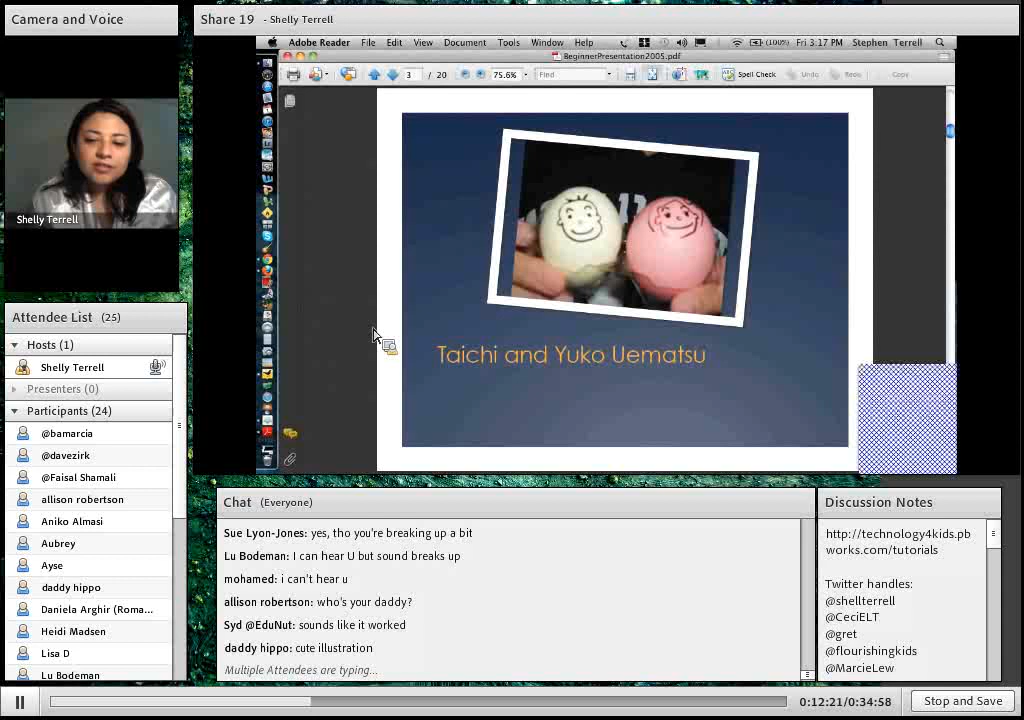 Camera and Voice
Share 19 - Shelly Terrell
Adobe Reader File Edit View Document Tools Window Help (100%) Fri 3:17 PM Stephen Terrell
BeginnerPresentation2005.pdf
3 / 20 75.6% Find Spell Check Undo Redo Copy
Shelly Terrell
Taichi and Yuko Uematsu
Attendee List (25)
Hosts (1)
Shelly Terrell
Presenters (0)
Participants (24)
@bamarcia
@davezirk
@Faisal Shamali
allison robertson
Aniko Almasi
Aubrey
Ayse
daddy hippo
Daniela Arghir (Roma...
Heidi Madsen
Lisa D
Lu Bodeman
Chat (Everyone)
Sue Lyon-Jones: yes, tho you're breaking up a bit
Lu Bodeman: I can hear U but sound breaks up
mohamed: i can't hear u
allison robertson: who's your daddy?
Syd @EduNut: sounds like it worked
daddy hippo: cute illustration
Multiple Attendees are typing...
Discussion Notes
http://technology4kids.pb
works.com/tutorials
Twitter handles:
@shellterrell
@CeciELT
@gret
@flourishingkids
@MarcieLew
0:12:21/0:34:58
Stop and Save